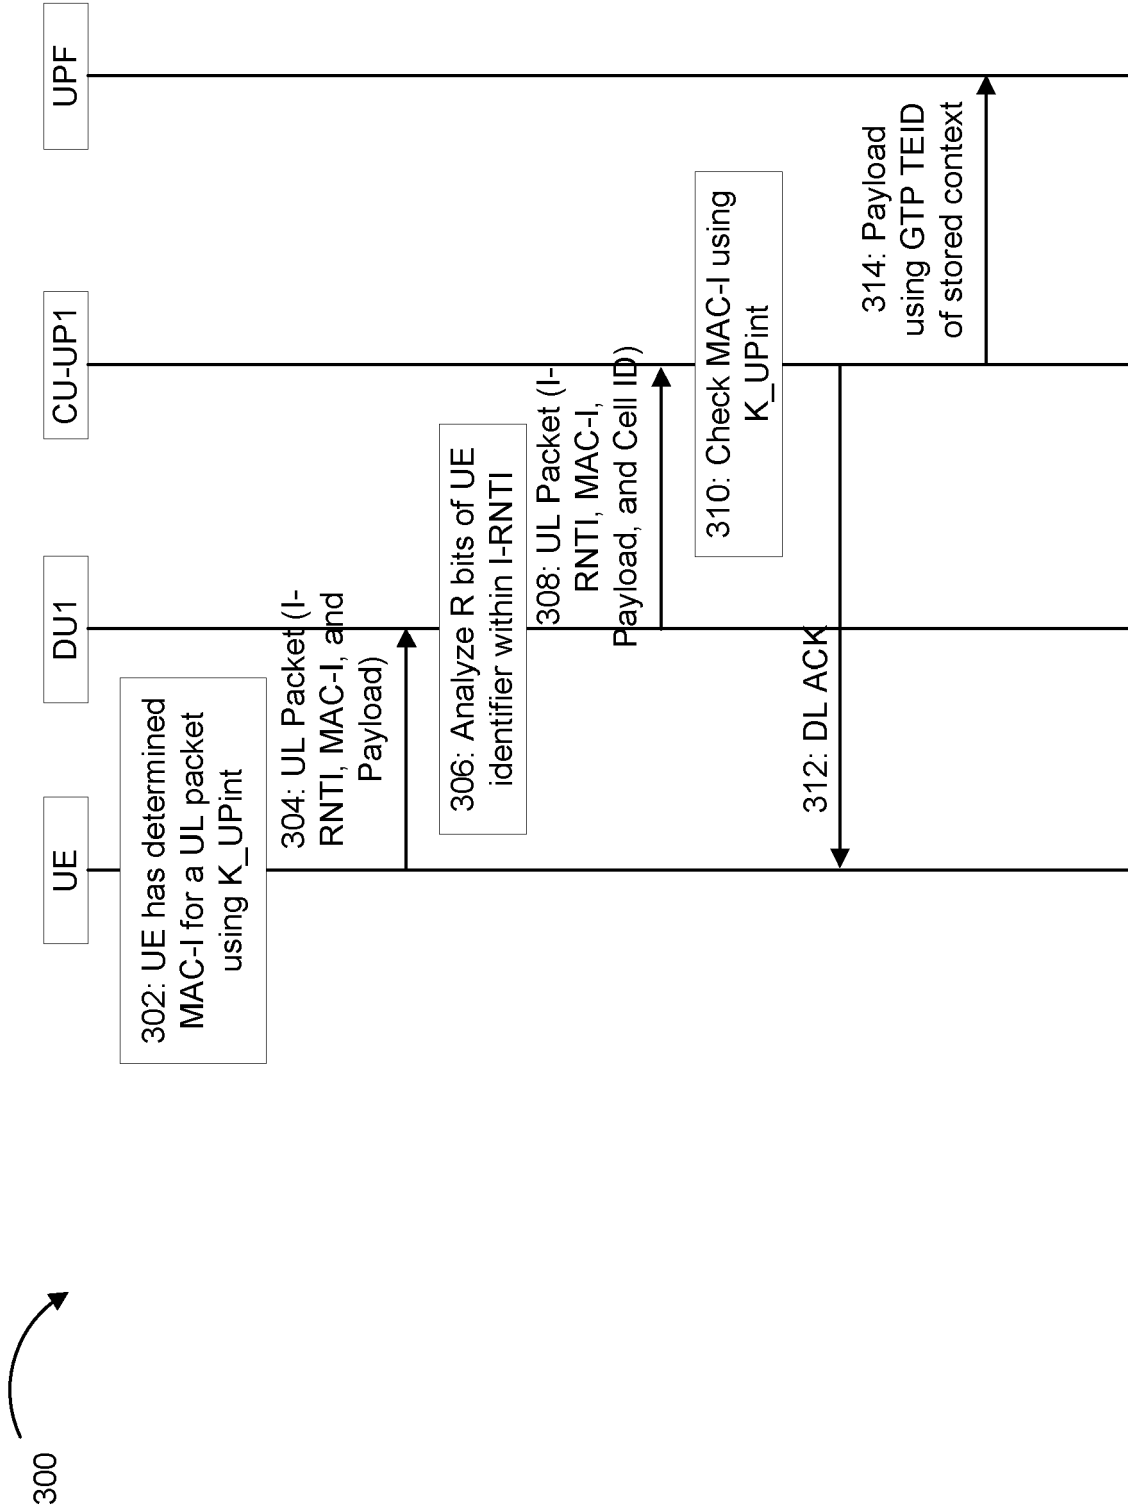 300
UE
DU1
CU-UP1
UPF
302: UE has determined
MAC-I for a UL packet
using K_UPint
304: UL Packet (I-
RNTI, MAC-I, and
Payload)
306: Analyze R bits of UE
identifier within I-RNTI
308: UL Packet (I-
RNTI, MAC-I,
Payload, and Cell ID)
310: Check MAC-I using
K_UPint
312: DL ACK
314: Payload
using GTP TEID
of stored context